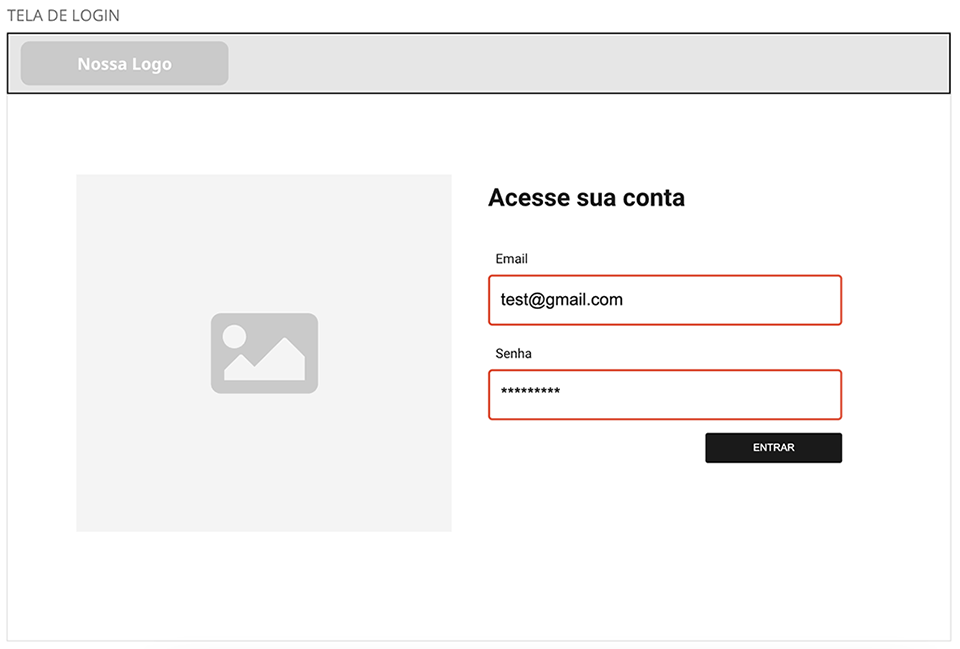 TELA DE LOGIN
Nossa Logo
Acesse sua conta
Email
test@gmail.com
Senha
*********
ENTRAR